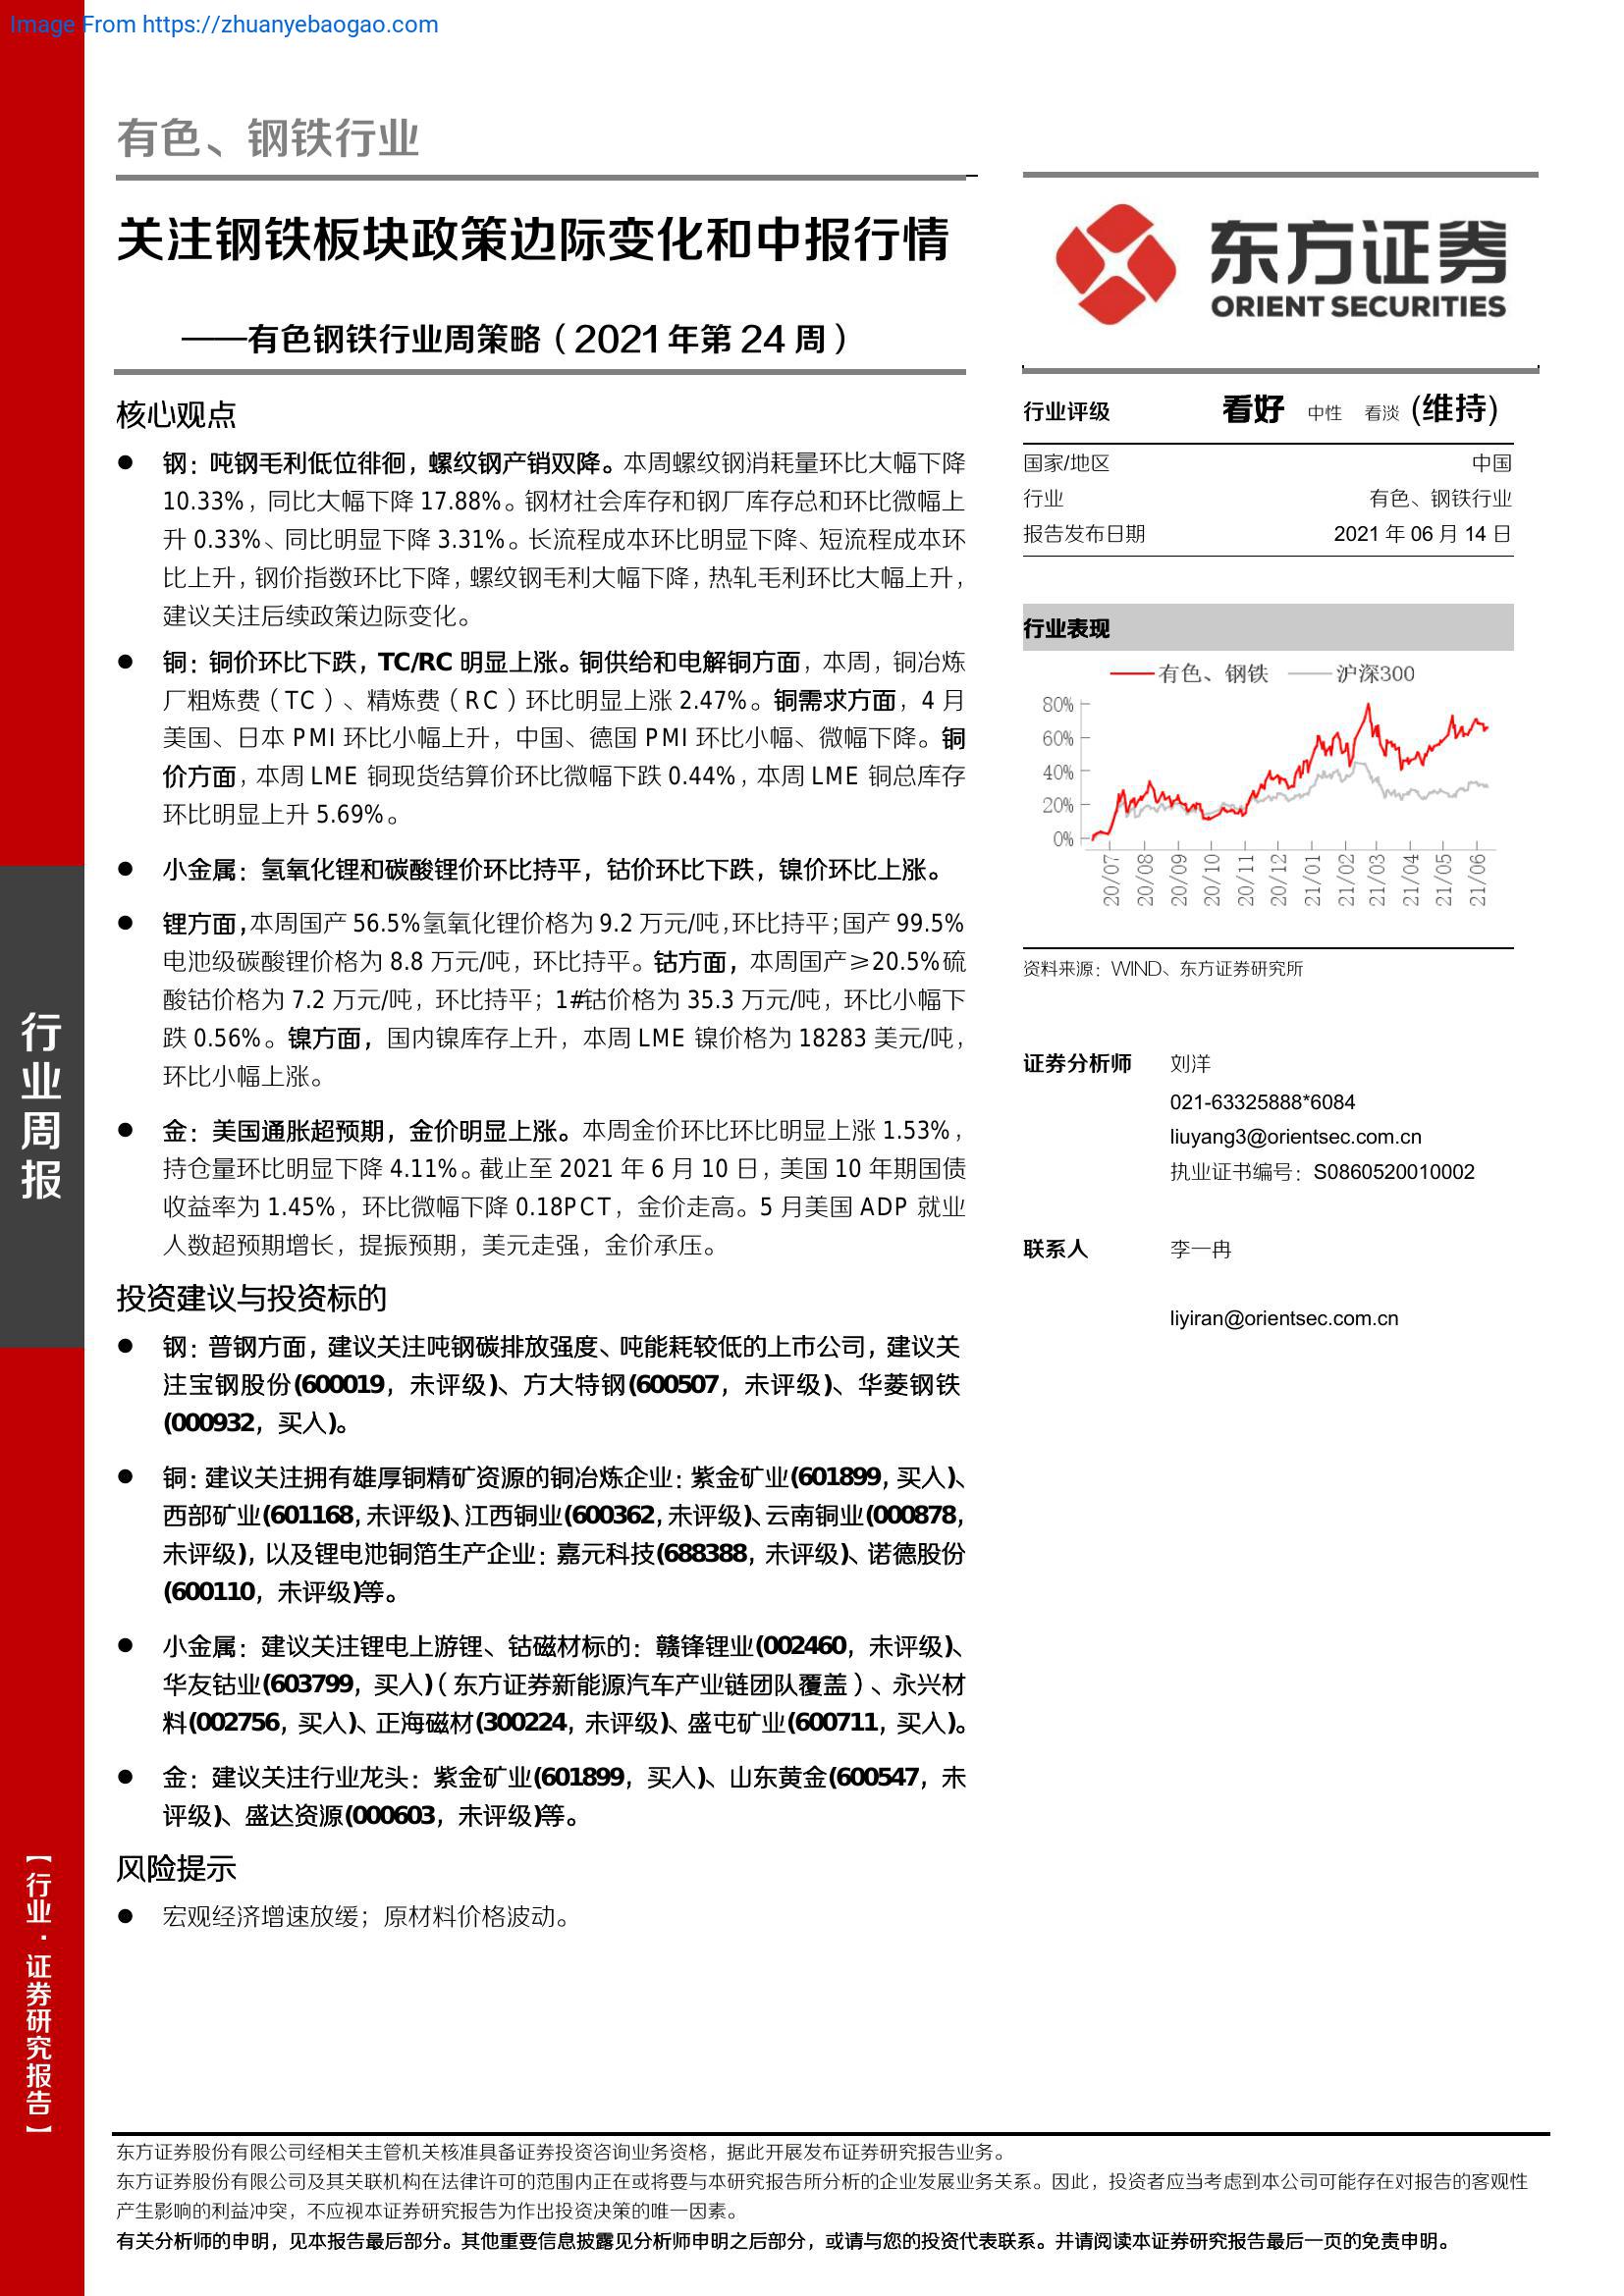 Image From https://zhuanyebaogao.com
有色、钢铁行业
关注钢铁板块政策边际变化和中报行情
——有色钢铁行业周策略（2021年第24周）
核心观点
● 钢：吨钢毛利低位徘徊，螺纹钢产销双降。本周螺纹钢消耗量环比大幅下降
10.33%，同比大幅下降 17.88%。钢材社会库存和钢厂库存总和环比微幅上
升 0.33%、同比明显下降 3.31%。长流程成本环比明显下降、短流程成本环
比上升，钢价指数环比下降，螺纹钢毛利大幅下降，热轧毛利环比大幅上升，
建议关注后续政策边际变化。
● 铜：铜价环比下跌，TC/RC 明显上涨。铜供给和电解铜方面，本周，铜冶炼
厂粗炼费（TC）、精炼费（RC）环比明显上涨 2.47%。铜需求方面，4 月
美国、日本 PMI 环比小幅上升，中国、德国 PMI 环比小幅、微幅下降。铜
价方面，本周 LME 铜现货结算价环比微幅下跌 0.44%，本周 LME 铜总库存
环比明显上升 5.69%。
● 小金属：氢氧化锂和碳酸锂价环比持平，钴价环比下跌，镍价环比上涨。
● 锂方面，本周国产 56.5%氢氧化锂价格为 9.2 万元/吨，环比持平；国产 99.5%
电池级碳酸锂价格为 8.8 万元/吨，环比持平。钴方面，本周国产≥20.5%硫
酸钴价格为 7.2 万元/吨，环比持平；1#钴价格为 35.3 万元/吨，环比小幅下
跌 0.56%。镍方面，国内镍库存上升，本周 LME 镍价格为 18283 美元/吨，
环比小幅上涨。
● 金：美国通胀超预期，金价明显上涨。本周金价环比环比明显上涨 1.53%，
持仓量环比明显下降 4.11%。截止至 2021 年 6 月 10 日，美国 10 年期国债
收益率为 1.45%，环比微幅下降 0.18PCT，金价走高。5 月美国 ADP 就业
人数超预期增长，提振预期，美元走强，金价承压。
投资建议与投资标的
● 钢：普钢方面，建议关注吨钢碳排放强度、吨能耗较低的上市公司，建议关
注宝钢股份(600019，未评级)、方大特钢(600507，未评级)、华菱钢铁
(000932，买入)。
● 铜：建议关注拥有雄厚铜精矿资源的铜冶炼企业：紫金矿业(601899，买入)、
西部矿业(601168，未评级)、江西铜业(600362，未评级)、云南铜业(000878，
未评级)，以及锂电池铜箔生产企业：嘉元科技(688388，未评级)、诺德股份
(600110，未评级)等。
● 小金属：建议关注锂电上游锂、钴磁材标的：赣锋锂业(002460，未评级)、
华友钴业(603799，买入)（东方证券新能源汽车产业链团队覆盖）、永兴材
料(002756，买入)、正海磁材(300224，未评级)、盛屯矿业(600711，买入)。
● 金：建议关注行业龙头：紫金矿业(601899，买入)、山东黄金(600547，未
评级)、盛达资源(000603，未评级)等。
风险提示
● 宏观经济增速放缓；原材料价格波动。
东方证券
ORIENT SECURITIES
行业评级 看好 中性 看淡 (维持)
国家/地区 中国
行业 有色、钢铁行业
报告发布日期 2021 年 06 月 14 日
行业表现
有色、钢铁 沪深300
80%
60%
40%
20%
0%
20/07 20/08 20/09 20/10 20/11 20/12 21/01 21/02 21/03 21/04 21/05 21/06
资料来源：WIND、东方证券研究所
证券分析师 刘洋
021-63325888*6084
liuyang3@orientsec.com.cn
执业证书编号：S0860520010002
联系人 李一冉
liyiran@orientsec.com.cn
行业周报
【行业·证券研究报告】
东方证券股份有限公司经相关主管机关核准具备证券投资咨询业务资格，据此开展发布证券研究报告业务。
东方证券股份有限公司及其关联机构在法律许可的范围内正在或将要与本研究报告所分析的企业发展业务关系。因此，投资者应当考虑到本公司可能存在对报告的客观性
产生影响的利益冲突，不应视本证券研究报告为作出投资决策的唯一因素。
有关分析师的申明，见本报告最后部分。其他重要信息披露见分析师申明之后部分，或请与您的投资代表联系。并请阅读本证券研究报告最后一页的免责申明。